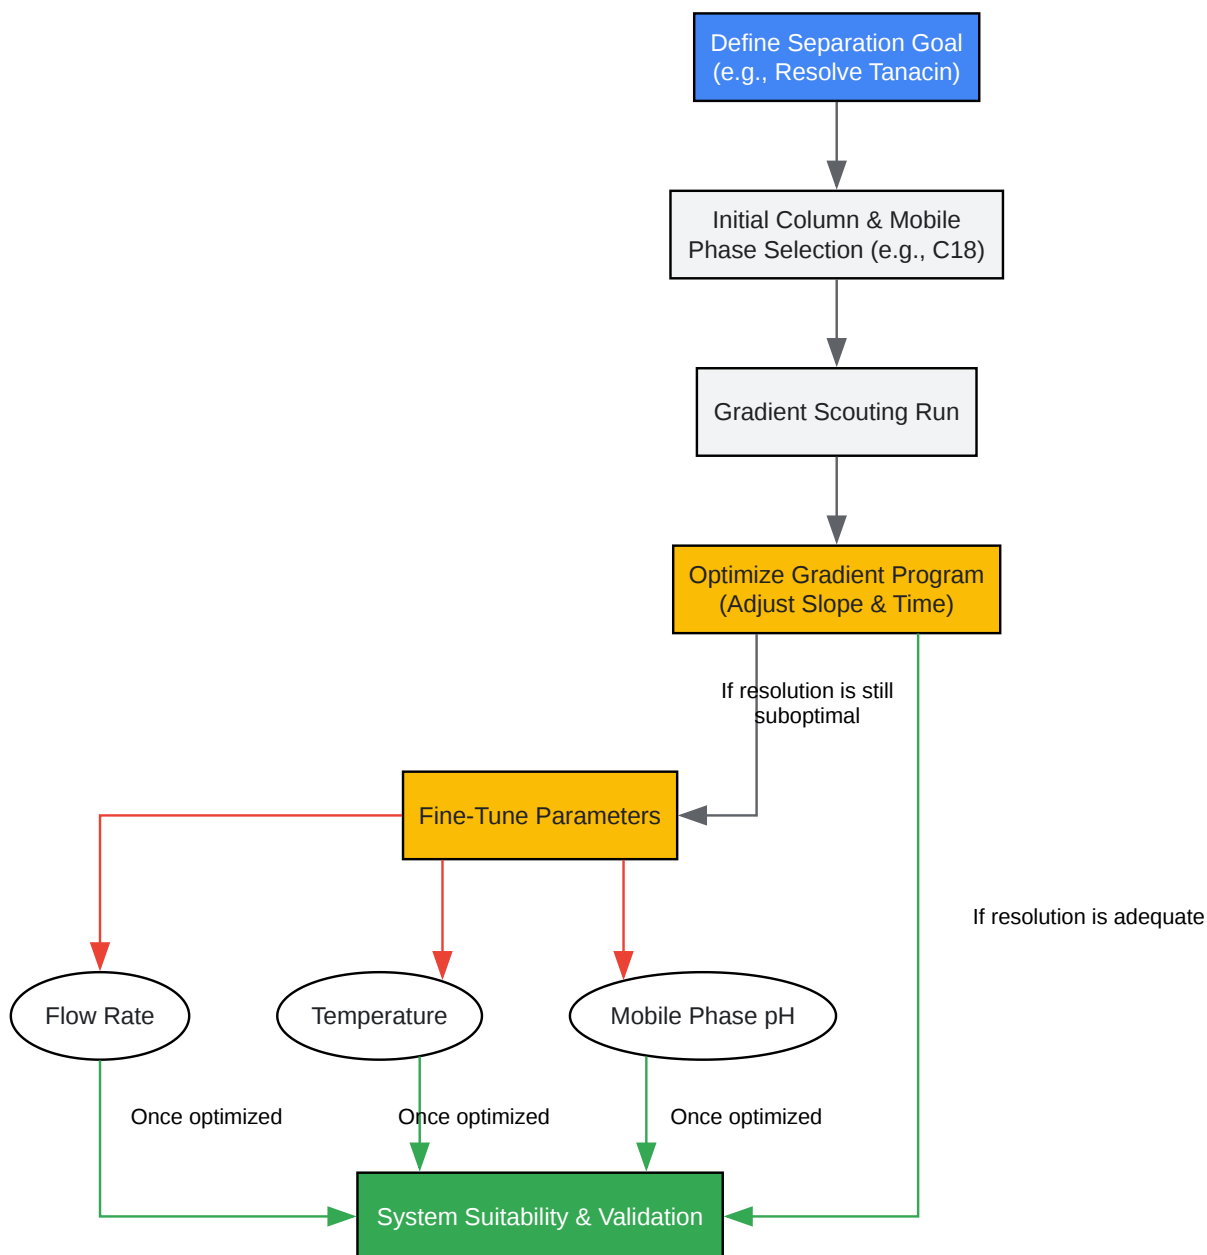 Define Separation Goal
(e.g., Resolve Tanacin)
Initial Column & Mobile
Phase Selection (e.g., C18)
Gradient Scouting Run
Optimize Gradient Program
(Adjust Slope & Time)
If resolution is still
suboptimal
Fine-Tune Parameters
If resolution is adequate
Flow Rate
Temperature
Mobile Phase pH
Once optimized
Once optimized
Once optimized
System Suitability & Validation